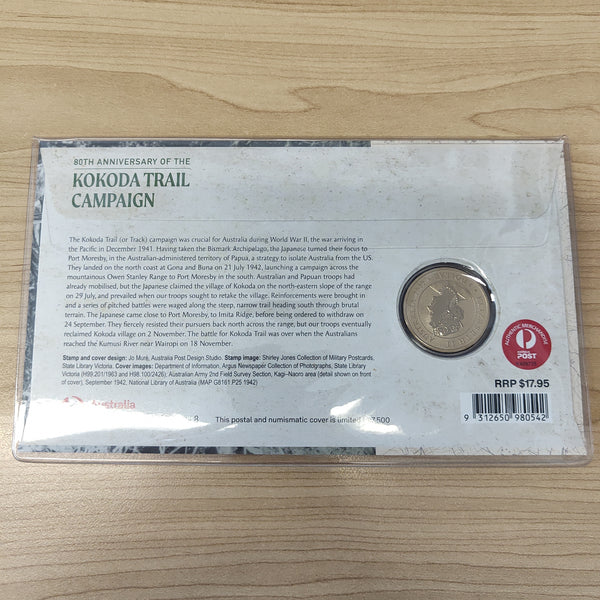 80TH ANNIVERSARY OF THE
KOKODA TRAIL
CAMPAIGN
The Kokoda Trail (or Track) campaign was crucial for Australia during World War II, the war arriving in
the Pacific in December 1941. Having taken the Bismark Archipelago, the Japanese turned their focus to
Port Moresby, in the Australian-administered territory of Papua, a strategy to isolate Australia from the US.
They landed on the north coast at Gona and Buna on 21 July 1942, launching a campaign across the
mountainous Owen Stanley Range to Port Moresby in the south. Australian and Papuan troops had
already mobilised, but the Japanese claimed the village of Kokoda on the north-eastern slope of the range
on 29 July, and prevailed when our troops sought to retake the village. Reinforcements were brought in
and a series of pitched battles were waged along the steep, narrow trail heading south through brutal
terrain. The Japanese came close to Port Moresby, to Imita Ridge, before being ordered to withdraw on
24 September. They fiercely resisted their pursuers back north across the range, but our troops eventually
reclaimed Kokoda village on 2 November. The battle for Kokoda Trail was over when the Australians
reached the Kumusi River near Wairopi on 18 November.
Stamp and cover design: Jo Muré, Australia Post Design Studio. Stamp image: Shirley Jones Collection of Military Postcards,
State Library Victoria. Cover images: Department of Information, Argus Newspaper Collection of Photographs, State Library
Victoria (H99.201/1963 and H98.100/2426); Australian Army 2nd Field Survey Section, Kagi–Naoro area (detail shown on front
of cover), September 1942, National Library of Australia (MAP G8161.P25 1942)
Australia
8
This postal and numismatic cover is limited 500
AUTHENTIC MERCHANDISE
POST
RRP $17.95
9 312650 980542